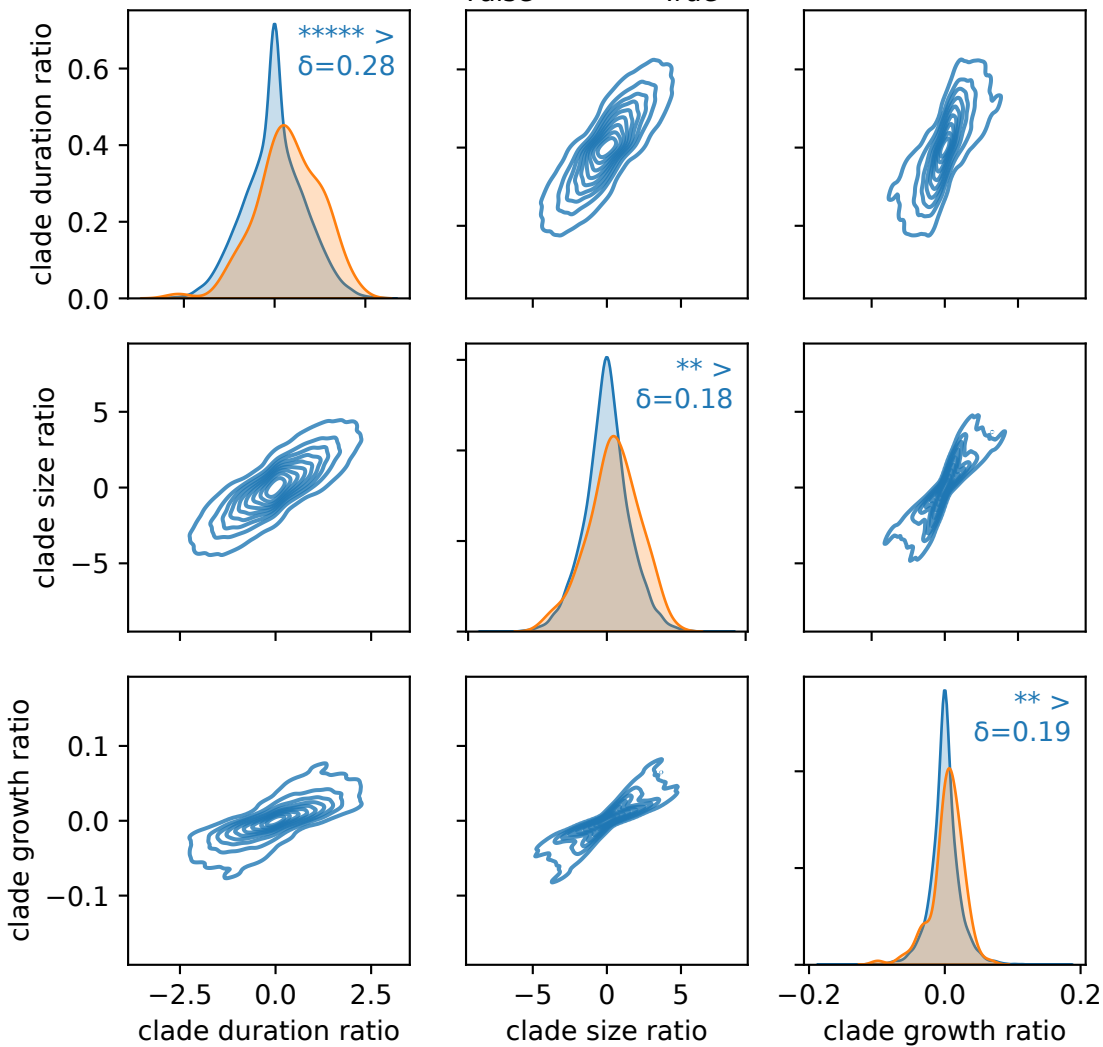 clade duration ratio
0.6
0.4
0.2
0.0
***** >
δ=0.28
clade size ratio
5
0
−5
** >
δ=0.18
clade growth ratio
0.1
0.0
−0.1
** >
δ=0.19
−2.5 0.0 2.5
−5 0 5
−0.2 0.0 0.2
clade duration ratio
clade size ratio
clade growth ratio